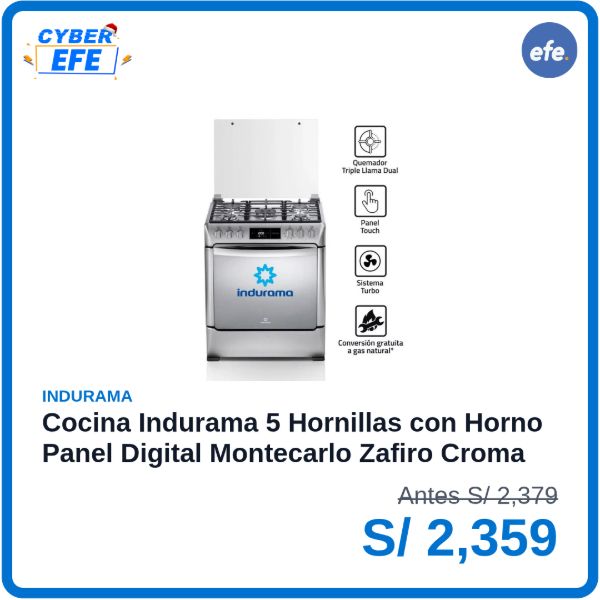 CYBER
EFE
efe.
Quemador
Triple Llama Dual
Panel
Touch
Sistema
Turbo
Conversión gratuita
a gas natural*
indurama
INDURAMA
Cocina Indurama 5 Hornillas con Horno
Panel Digital Montecarlo Zafiro Croma
Antes S/ 2,379
S/ 2,359